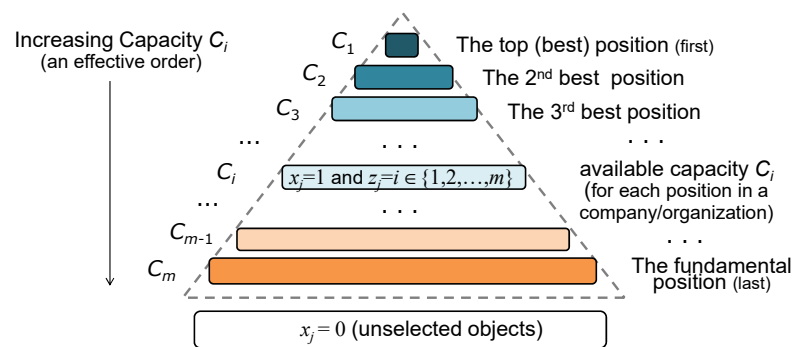 Increasing Capacity Cᵢ
(an effective order)
C₁
The top (best) position (first)
C₂
The 2ⁿᵈ best position
C₃
The 3ʳᵈ best position
... . . . . . .
Cᵢ
xⱼ=1 and zⱼ=i ∈ {1,2,…,m}
available capacity Cᵢ
(for each position in a
company/organization)
... . . . . . .
Cₘ₋₁
Cₘ
The fundamental
position (last)
xⱼ = 0 (unselected objects)